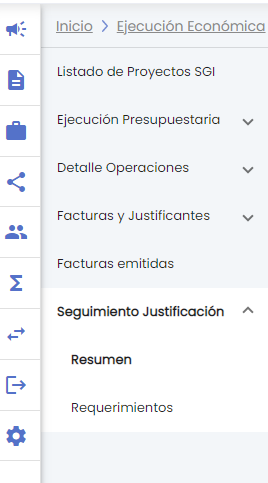 Inicio > Ejecución Económica
Listado de Proyectos SGI
Ejecución Presupuestaria
Detalle Operaciones
Facturas y Justificantes
Facturas emitidas
Seguimiento Justificación
Resumen
Requerimientos